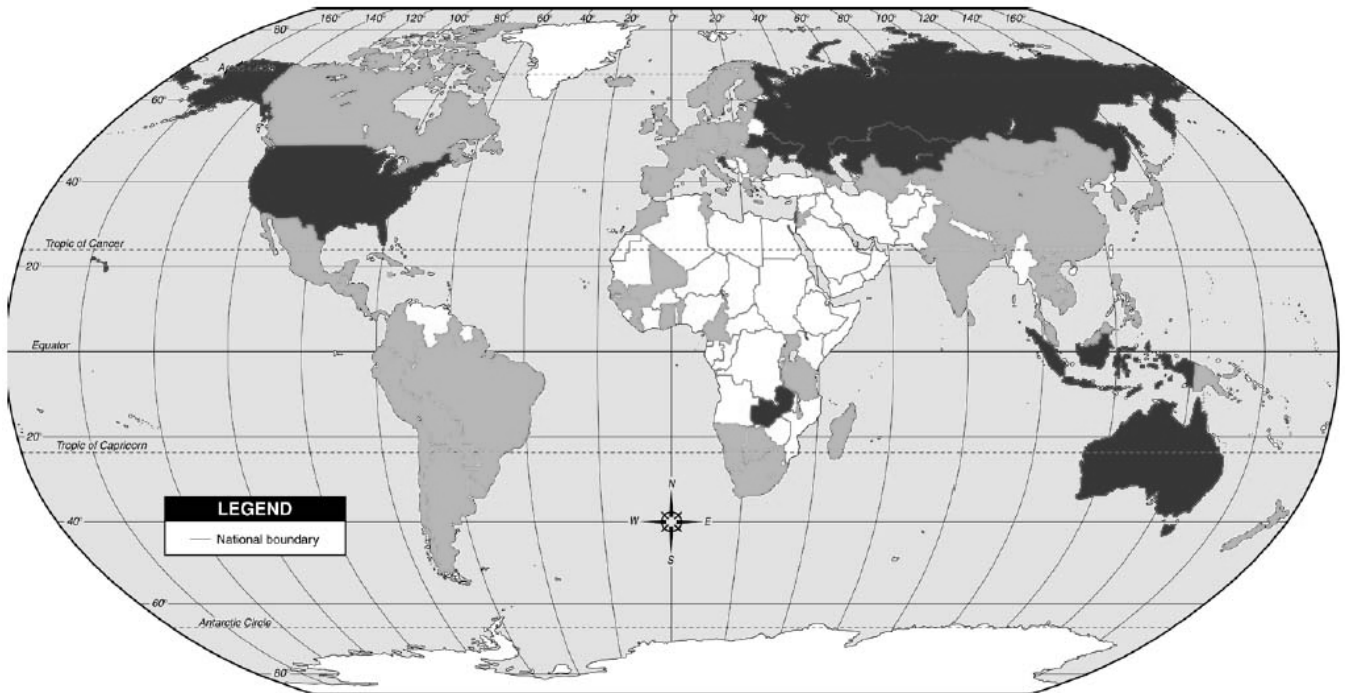 160° 140° 120° 100° 80° 60° 40° 20° 0° 20° 40° 60° 80° 100° 120° 140° 160°
80°
60°
40°
Tropic of Cancer
20°
Equator
20°
Tropic of Capricorn
N
LEGEND
W E
40°
National boundary
S
60°
Antarctic Circle
80°